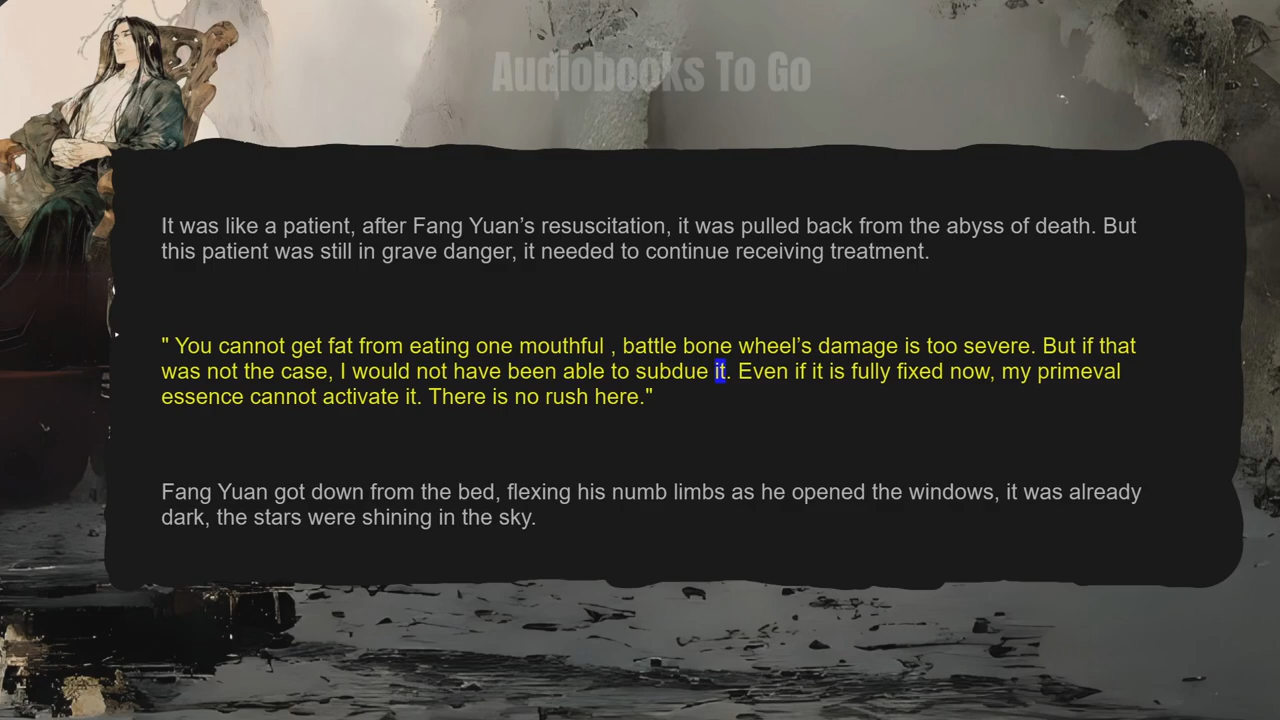 Audiobooks To Go
It was like a patient, after Fang Yuan’s resuscitation, it was pulled back from the abyss of death. But
this patient was still in grave danger, it needed to continue receiving treatment.
" You cannot get fat from eating one mouthful , battle bone wheel’s damage is too severe. But if that
was not the case, I would not have been able to subdue it. Even if it is fully fixed now, my primeval
essence cannot activate it. There is no rush here."
Fang Yuan got down from the bed, flexing his numb limbs as he opened the windows, it was already
dark, the stars were shining in the sky.